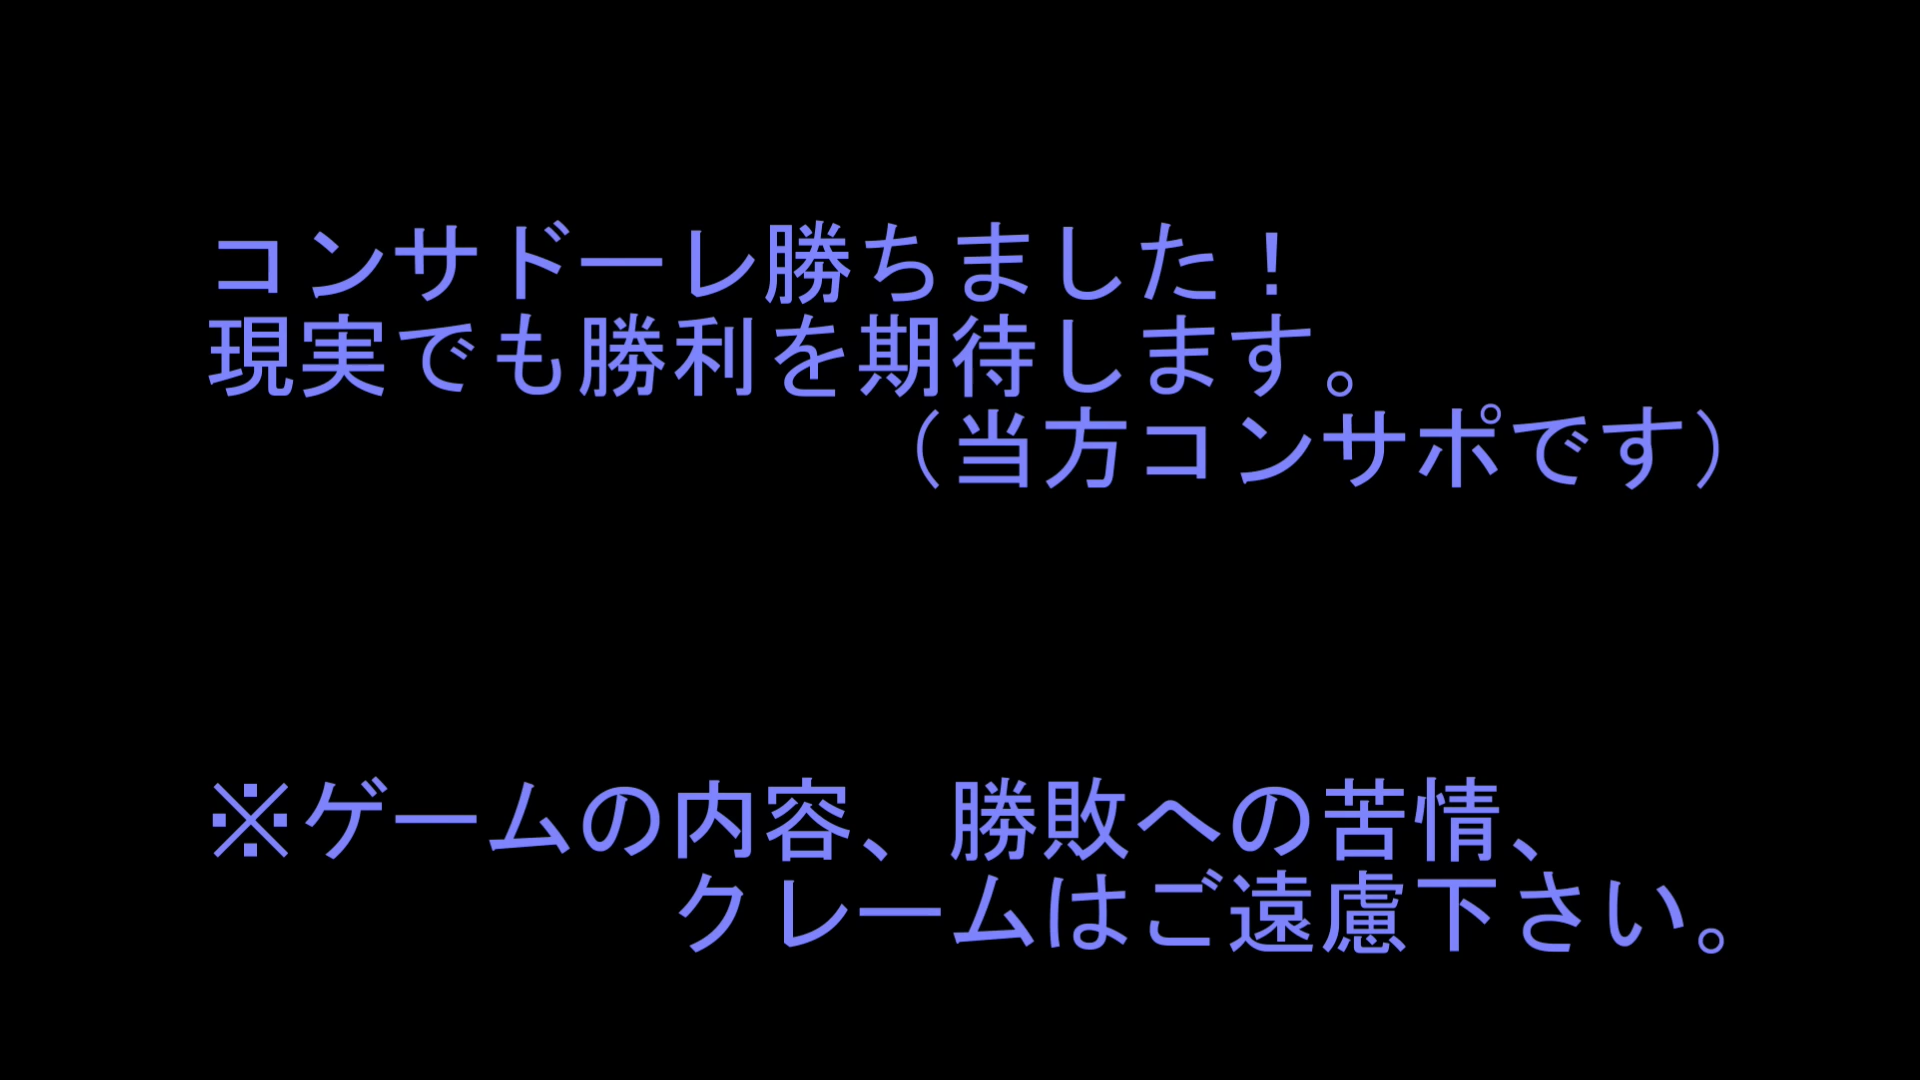 コンサドーレ勝ちました！
現実でも勝利を期待します。
（当方コンサポです）
※ゲームの内容、勝敗への苦情、
クレームはご遠慮下さい。